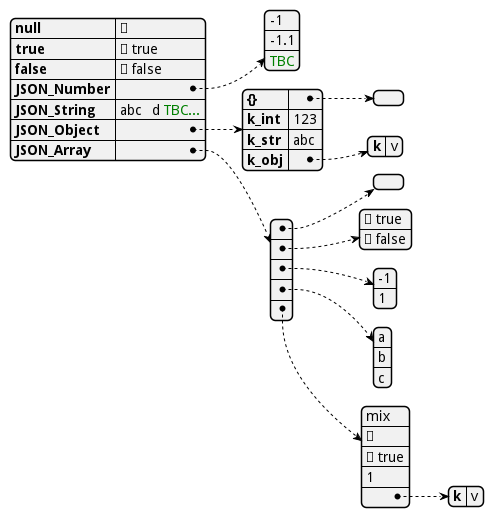 null
true true
false false
JSON_Number
JSON_String abc d TBC...
JSON_Object
JSON_Array
-1
-1.1
TBC
{}
k_int 123
k_str abc
k_obj
k v
true
false
-1
1
a
b
c
mix
true
1
k v